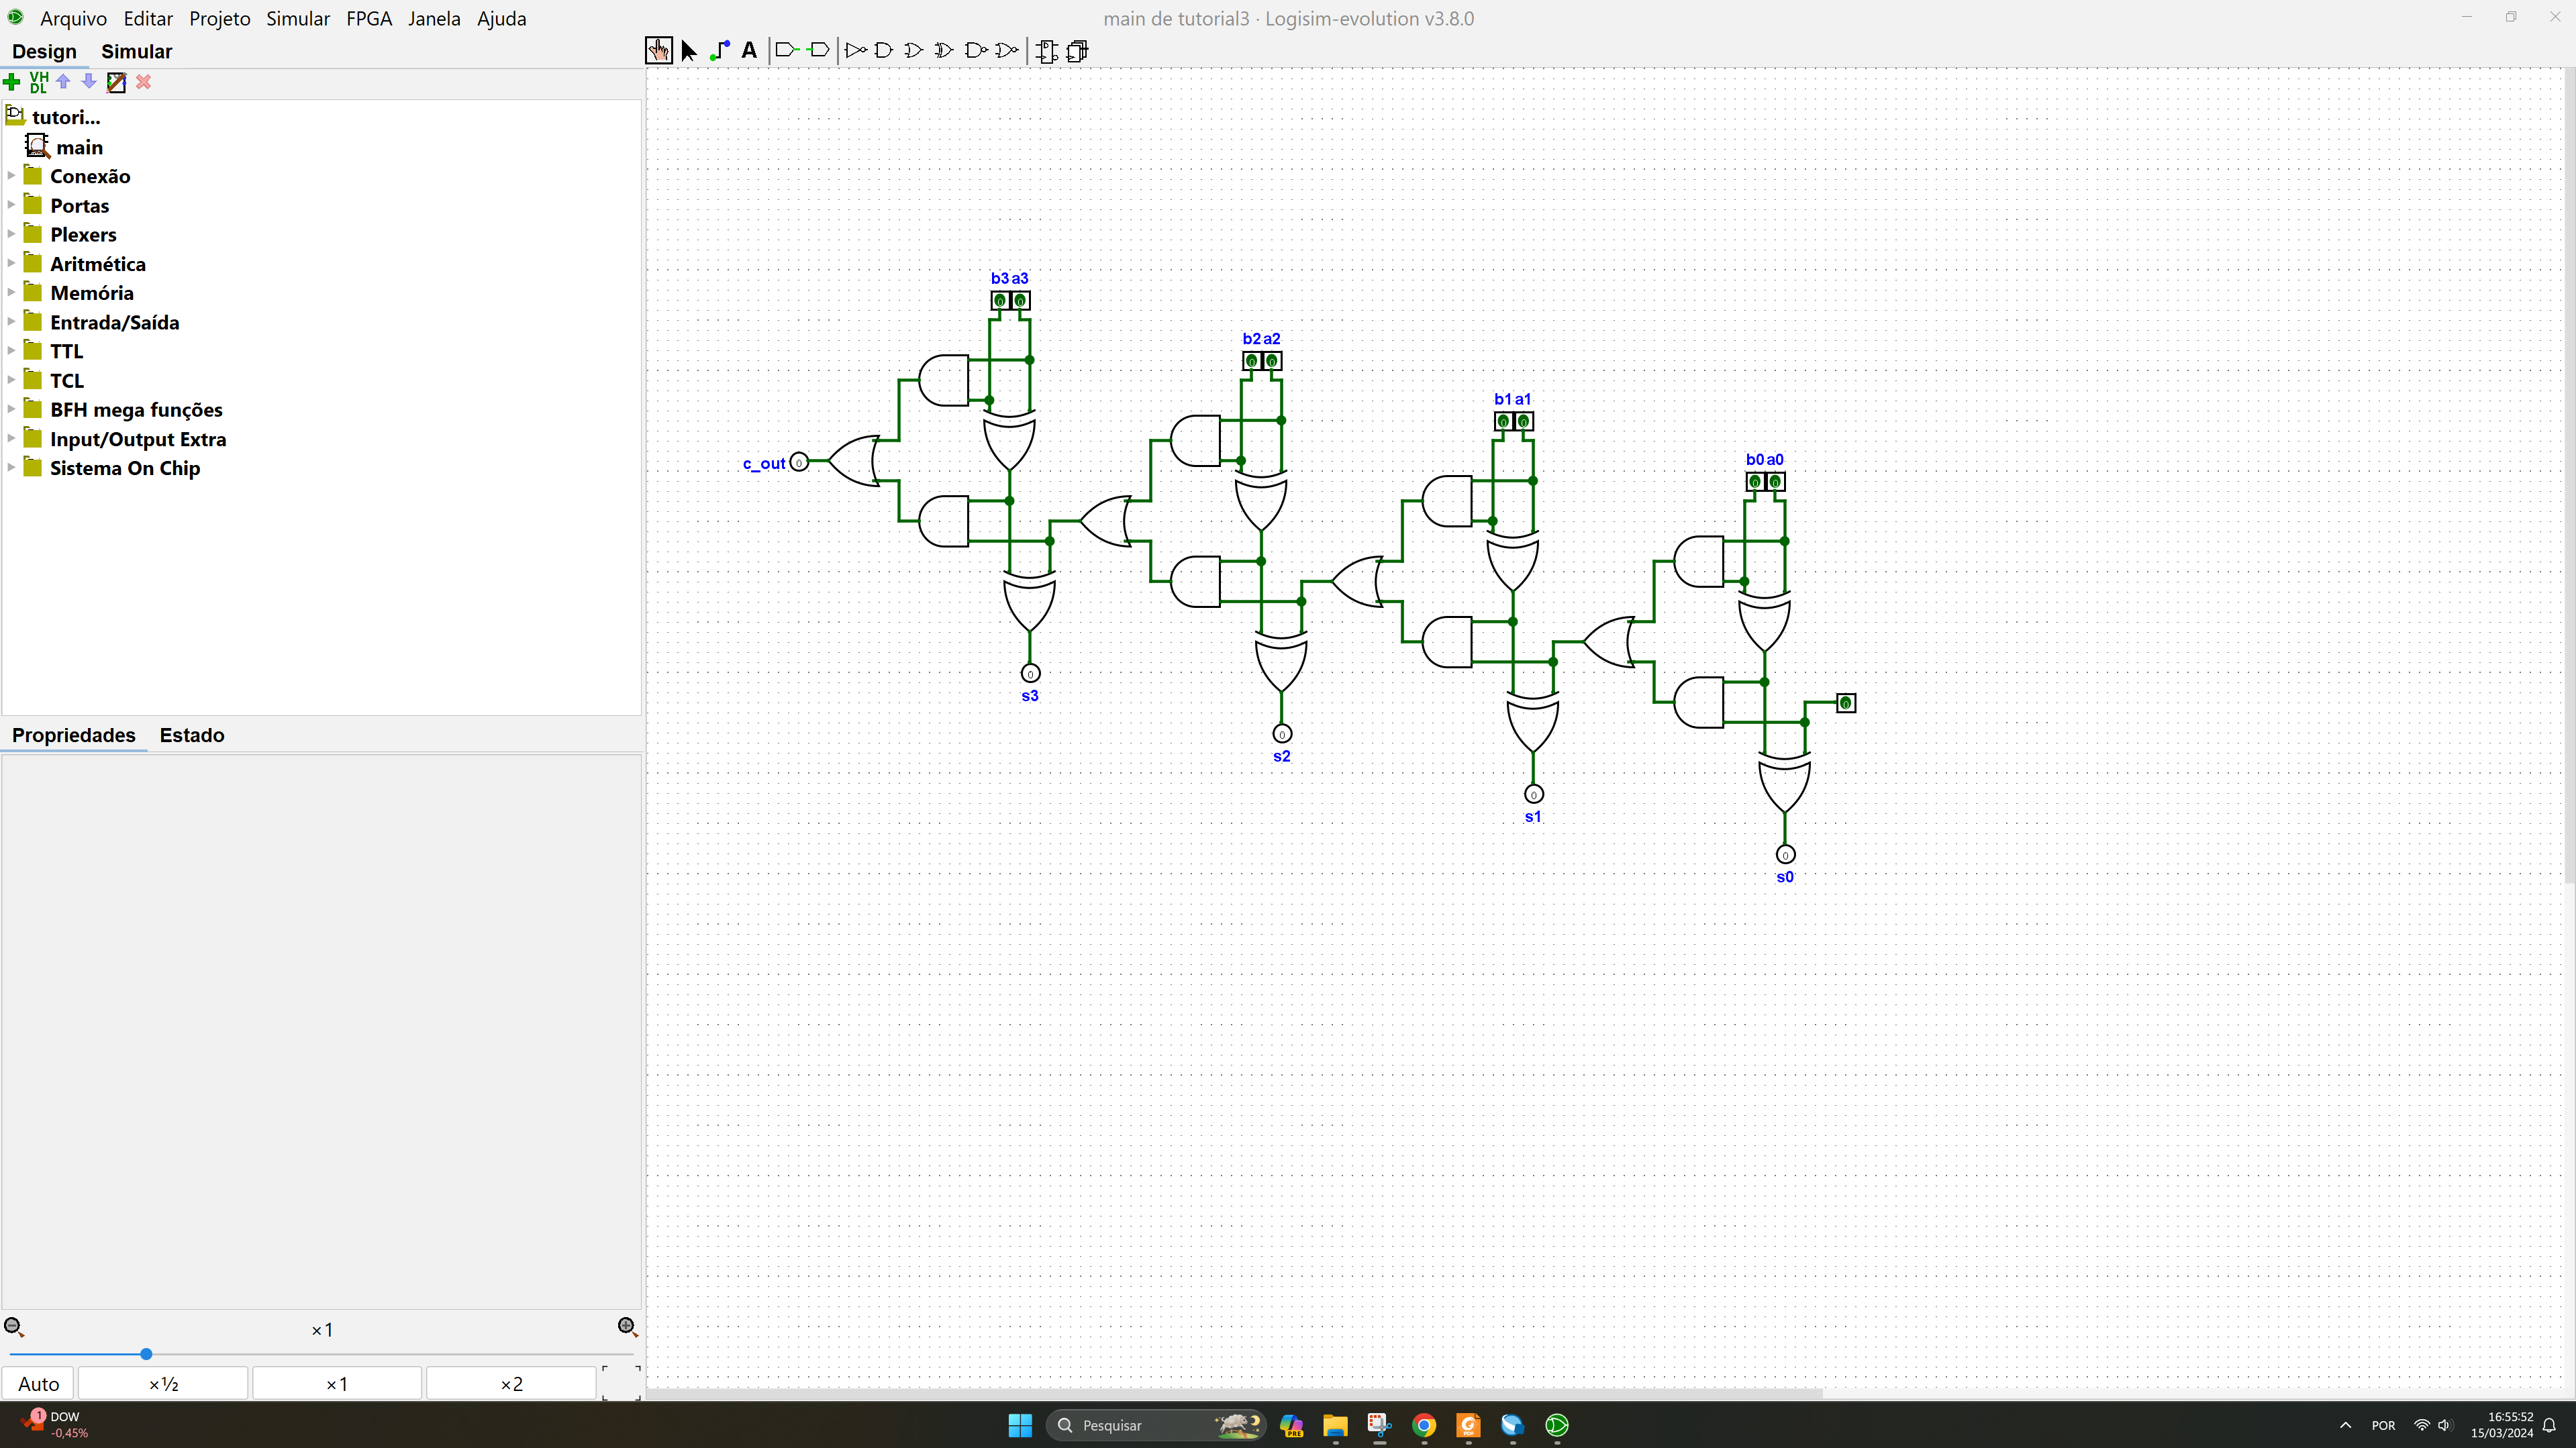 Arquivo Editar Projeto Simular FPGA Janela Ajuda
main de tutorial3 · Logisim-evolution v3.8.0
Design Simular
A
VH
DL
tutori...
main
Conexão
Portas
Plexers
Aritmética
Memória
Entrada/Saída
TTL
TCL
BFH mega funções
Input/Output Extra
Sistema On Chip
b3 a3
0 0
b2 a2
0 0
b1 a1
0 0
b0 a0
0 0
c_out 0
0
0
s3
0
s2
0
s1
0
s0
Propriedades Estado
×1
Auto ×½ ×1 ×2
1
DOW
-0,45%
Pesquisar
PRE
POR
16:55:52
15/03/2024